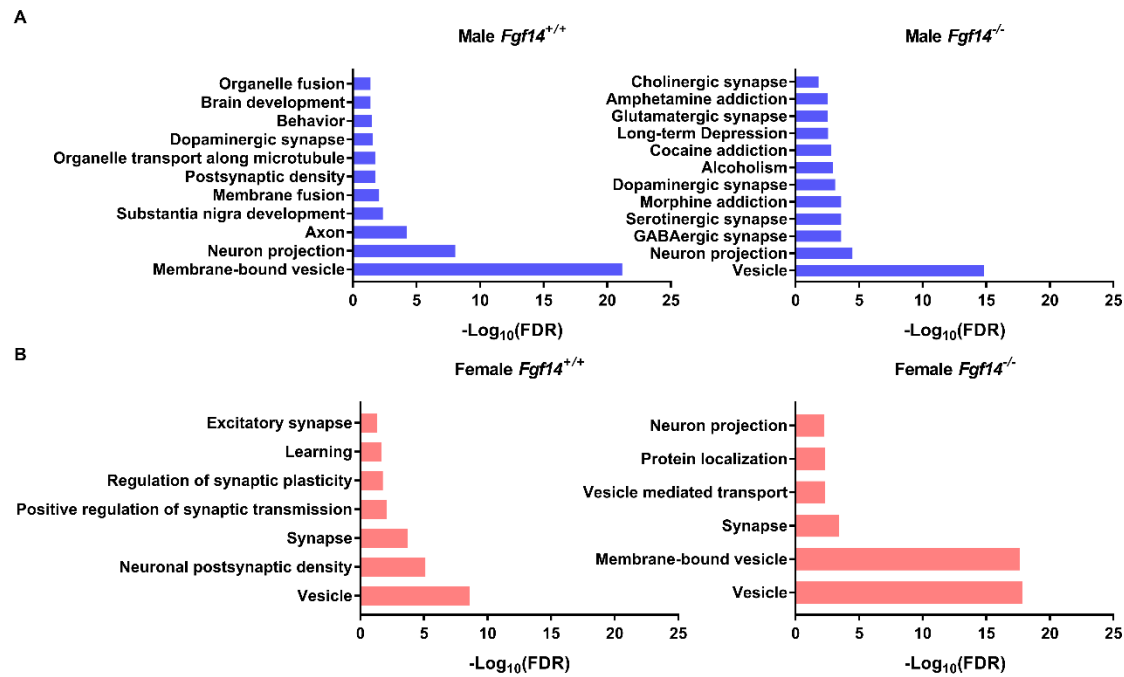 A
Male Fgf14+/+
Organelle fusion
Brain development
Behavior
Dopaminergic synapse
Organelle transport along microtubule
Postsynaptic density
Membrane fusion
Substantia nigra development
Axon
Neuron projection
Membrane-bound vesicle
0 5 10 15 20 25
-Log10(FDR)
Male Fgf14-/-
Cholinergic synapse
Amphetamine addiction
Glutamatergic synapse
Long-term Depression
Cocaine addiction
Alcoholism
Dopaminergic synapse
Morphine addiction
Serotinergic synapse
GABAergic synapse
Neuron projection
Vesicle
0 5 10 15 20 25
-Log10(FDR)
B
Female Fgf14+/+
Excitatory synapse
Learning
Regulation of synaptic plasticity
Positive regulation of synaptic transmission
Synapse
Neuronal postsynaptic density
Vesicle
0 5 10 15 20 25
-Log10(FDR)
Female Fgf14-/-
Neuron projection
Protein localization
Vesicle mediated transport
Synapse
Membrane-bound vesicle
Vesicle
0 5 10 15 20 25
-Log10(FDR)